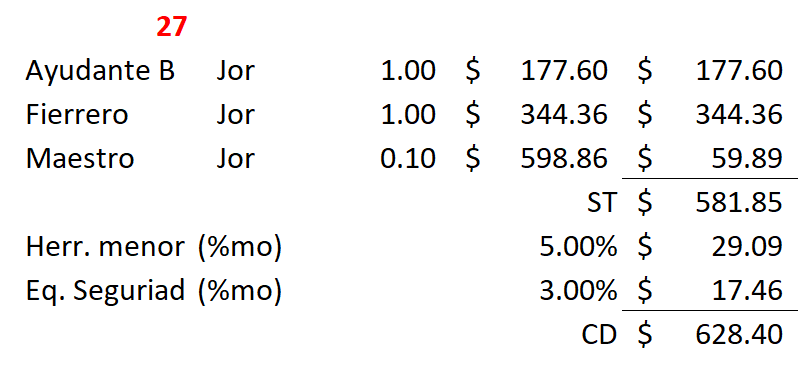 27
Ayudante B Jor 1.00 $ 177.60 $ 177.60
Fierrero Jor 1.00 $ 344.36 $ 344.36
Maestro Jor 0.10 $ 598.86 $ 59.89
ST $ 581.85
Herr. menor (%mo) 5.00% $ 29.09
Eq. Seguriad (%mo) 3.00% $ 17.46
CD $ 628.40